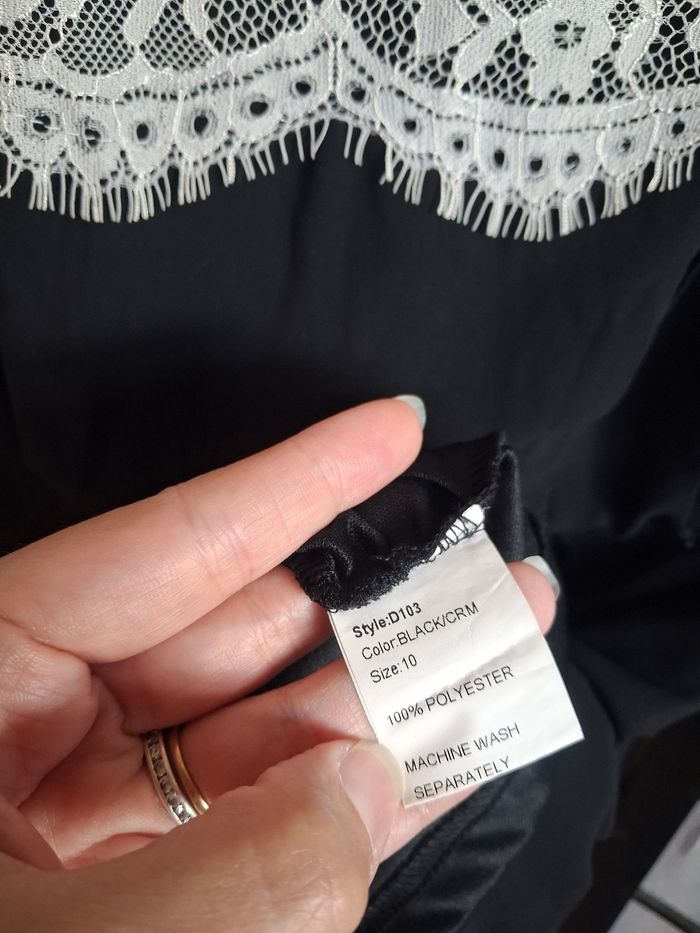 Style:D103
Color:BLACK/CRM
Size:10
100% POLYESTER
MACHINE WASH
SEPARATELY